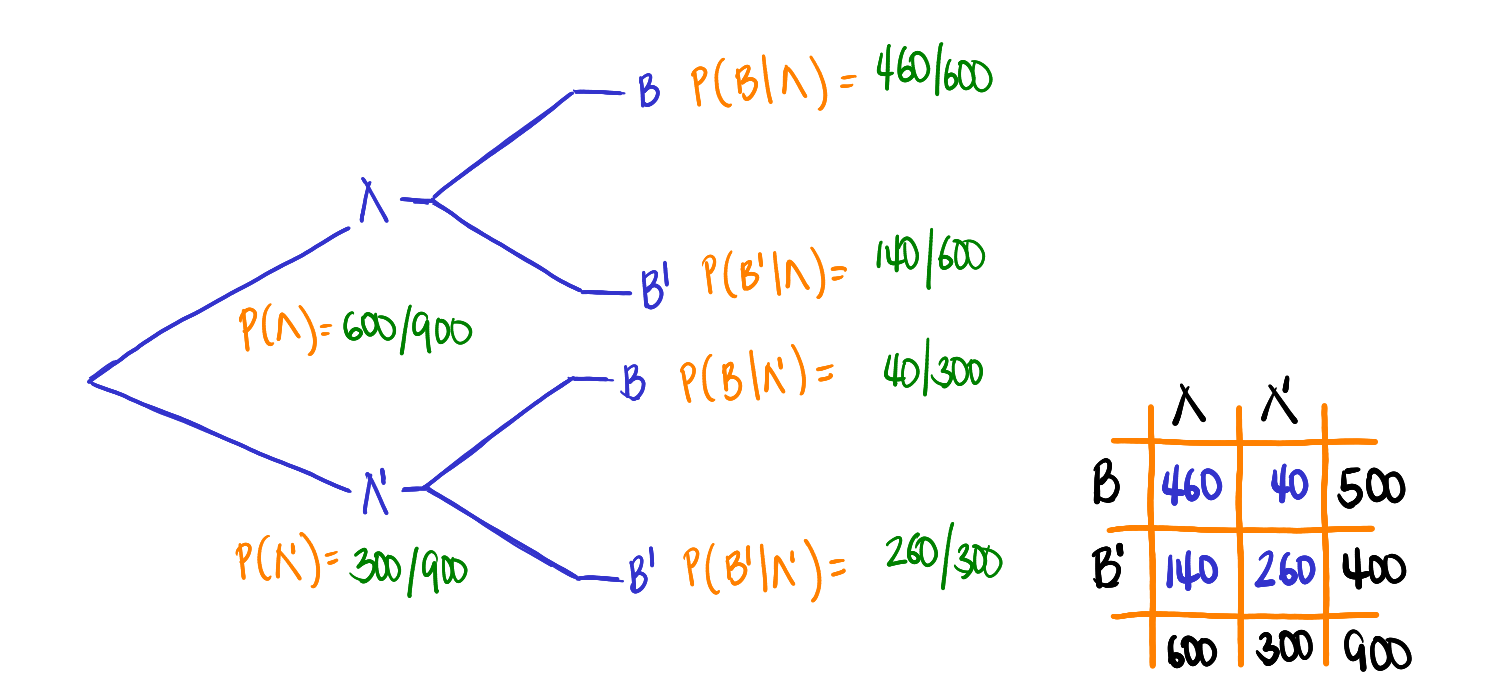 B P(B|A) = 460/600
A
B' P(B'|A) = 140/600
P(A) = 600/900
B P(B|A') = 40/300
A'
P(A') = 300/900
B' P(B'|A') = 260/300
A A'
B 460 40 500
B' 140 260 400
600 300 900